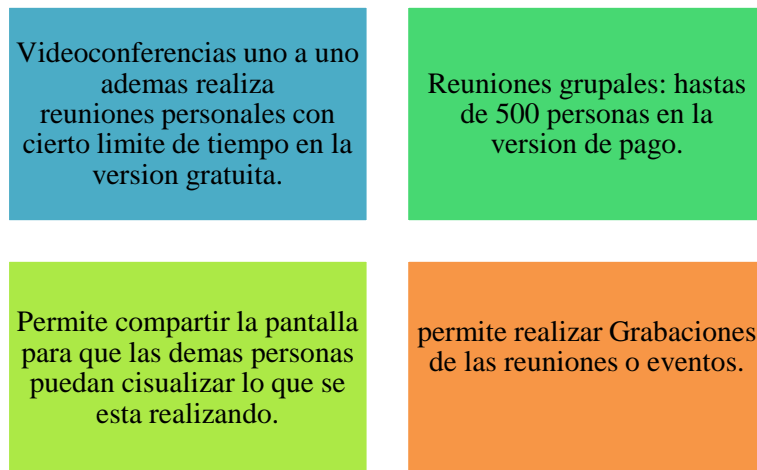 Videoconferencias uno a uno
ademas realiza
reuniones personales con
cierto limite de tiempo en la
version gratuita.
Reuniones grupales: hastas
de 500 personas en la
version de pago.
Permite compartir la pantalla
para que las demas personas
puedan cisualizar lo que se
esta realizando.
permite realizar Grabaciones
de las reuniones o eventos.